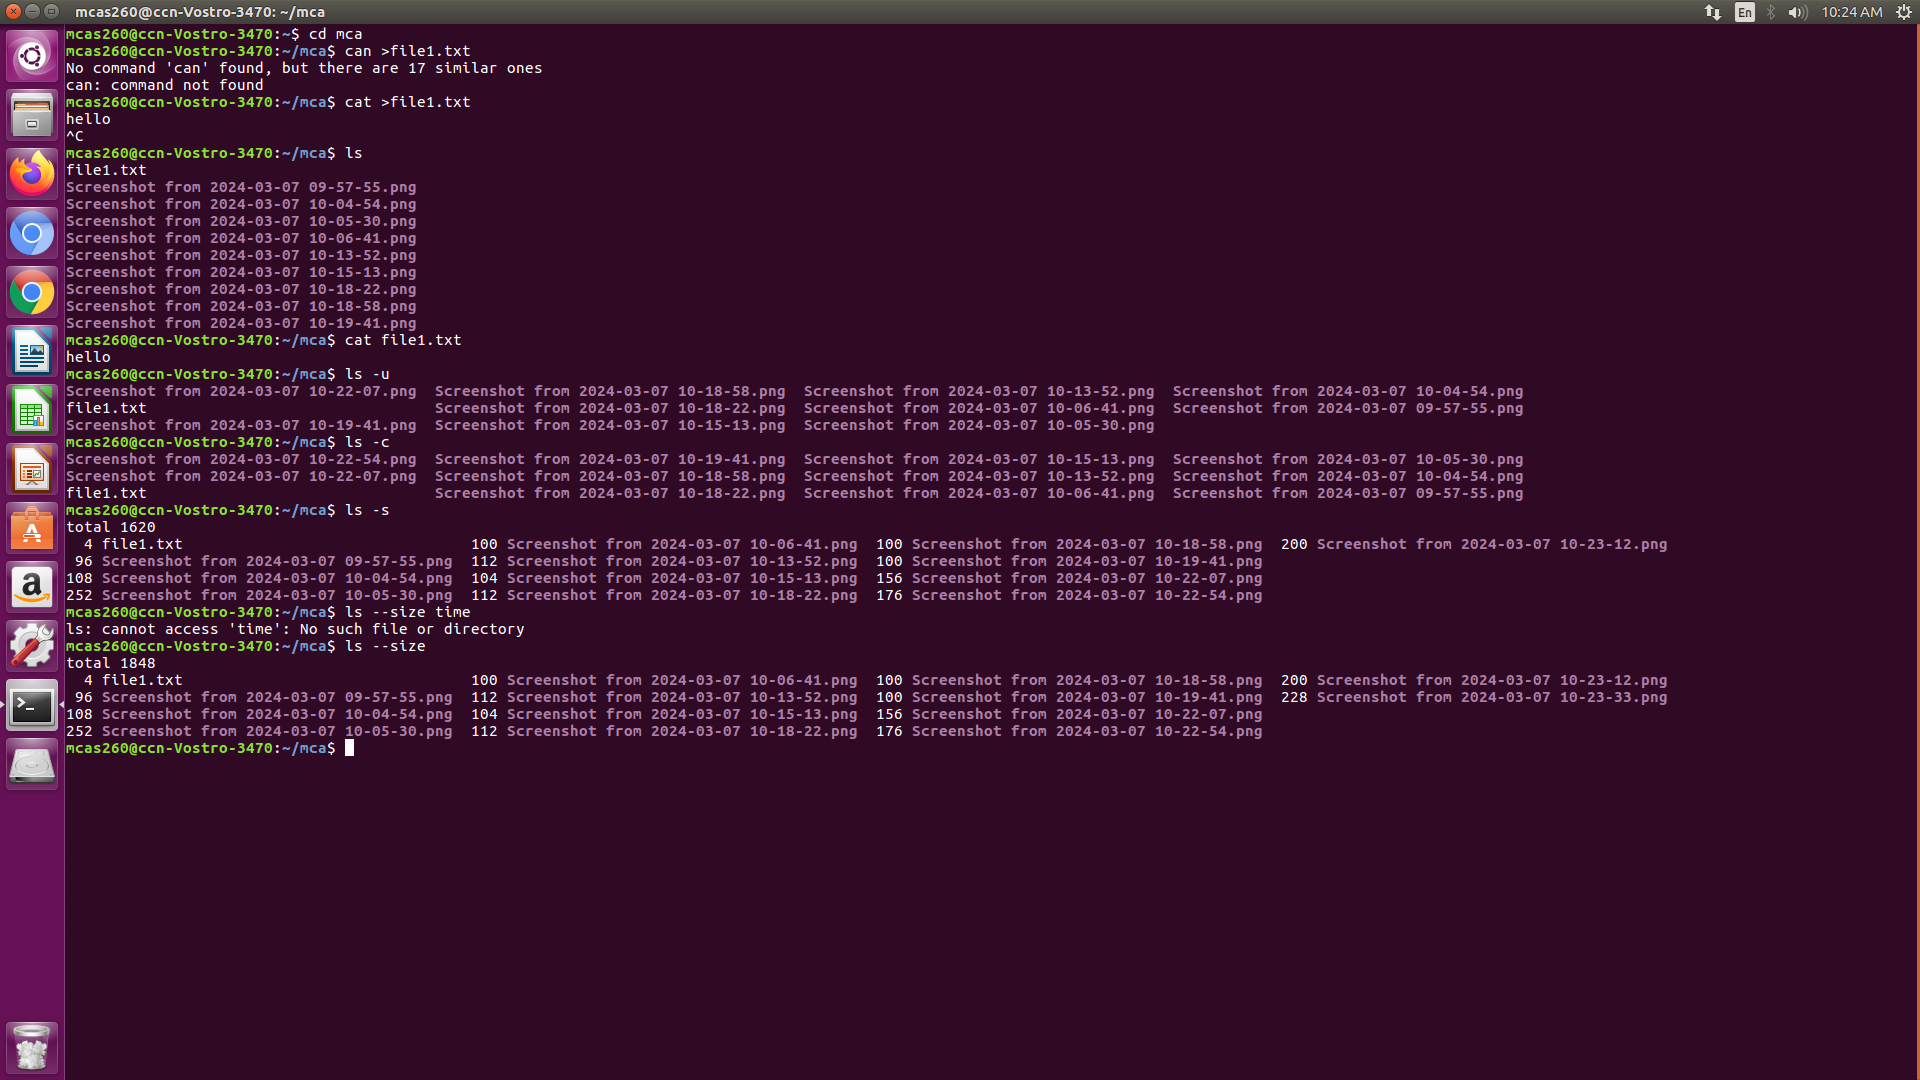 mcas260@ccn-Vostro-3470: ~/mca
En
10:24 AM
mcas260@ccn-Vostro-3470:~$ cd mca
mcas260@ccn-Vostro-3470:~/mca$ can >file1.txt
No command 'can' found, but there are 17 similar ones
can: command not found
mcas260@ccn-Vostro-3470:~/mca$ cat >file1.txt
hello
^C
mcas260@ccn-Vostro-3470:~/mca$ ls
file1.txt
Screenshot from 2024-03-07 09-57-55.png
Screenshot from 2024-03-07 10-04-54.png
Screenshot from 2024-03-07 10-05-30.png
Screenshot from 2024-03-07 10-06-41.png
Screenshot from 2024-03-07 10-13-52.png
Screenshot from 2024-03-07 10-15-13.png
Screenshot from 2024-03-07 10-18-22.png
Screenshot from 2024-03-07 10-18-58.png
Screenshot from 2024-03-07 10-19-41.png
mcas260@ccn-Vostro-3470:~/mca$ cat file1.txt
hello
mcas260@ccn-Vostro-3470:~/mca$ ls -u
Screenshot from 2024-03-07 10-22-07.png  Screenshot from 2024-03-07 10-18-58.png  Screenshot from 2024-03-07 10-13-52.png  Screenshot from 2024-03-07 10-04-54.png
file1.txt                                Screenshot from 2024-03-07 10-18-22.png  Screenshot from 2024-03-07 10-06-41.png  Screenshot from 2024-03-07 09-57-55.png
Screenshot from 2024-03-07 10-19-41.png  Screenshot from 2024-03-07 10-15-13.png  Screenshot from 2024-03-07 10-05-30.png
mcas260@ccn-Vostro-3470:~/mca$ ls -c
Screenshot from 2024-03-07 10-22-54.png  Screenshot from 2024-03-07 10-19-41.png  Screenshot from 2024-03-07 10-15-13.png  Screenshot from 2024-03-07 10-05-30.png
Screenshot from 2024-03-07 10-22-07.png  Screenshot from 2024-03-07 10-18-58.png  Screenshot from 2024-03-07 10-13-52.png  Screenshot from 2024-03-07 10-04-54.png
file1.txt                                Screenshot from 2024-03-07 10-18-22.png  Screenshot from 2024-03-07 10-06-41.png  Screenshot from 2024-03-07 09-57-55.png
mcas260@ccn-Vostro-3470:~/mca$ ls -s
total 1620
  4 file1.txt                                100 Screenshot from 2024-03-07 10-06-41.png  100 Screenshot from 2024-03-07 10-18-58.png  200 Screenshot from 2024-03-07 10-23-12.png
 96 Screenshot from 2024-03-07 09-57-55.png  112 Screenshot from 2024-03-07 10-13-52.png  100 Screenshot from 2024-03-07 10-19-41.png
108 Screenshot from 2024-03-07 10-04-54.png  104 Screenshot from 2024-03-07 10-15-13.png  156 Screenshot from 2024-03-07 10-22-07.png
252 Screenshot from 2024-03-07 10-05-30.png  112 Screenshot from 2024-03-07 10-18-22.png  176 Screenshot from 2024-03-07 10-22-54.png
mcas260@ccn-Vostro-3470:~/mca$ ls --size time
ls: cannot access 'time': No such file or directory
mcas260@ccn-Vostro-3470:~/mca$ ls --size
total 1848
  4 file1.txt                                100 Screenshot from 2024-03-07 10-06-41.png  100 Screenshot from 2024-03-07 10-18-58.png  200 Screenshot from 2024-03-07 10-23-12.png
 96 Screenshot from 2024-03-07 09-57-55.png  112 Screenshot from 2024-03-07 10-13-52.png  100 Screenshot from 2024-03-07 10-19-41.png  228 Screenshot from 2024-03-07 10-23-33.png
108 Screenshot from 2024-03-07 10-04-54.png  104 Screenshot from 2024-03-07 10-15-13.png  156 Screenshot from 2024-03-07 10-22-07.png
252 Screenshot from 2024-03-07 10-05-30.png  112 Screenshot from 2024-03-07 10-18-22.png  176 Screenshot from 2024-03-07 10-22-54.png
mcas260@ccn-Vostro-3470:~/mca$